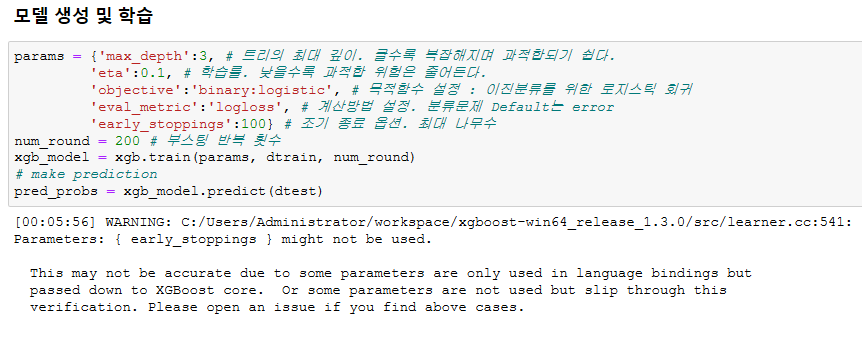 모델 생성 및 학습
params = {'max_depth':3, # 트리의 최대 깊이. 클수록 복잡해지며 과적합되기 쉽다.
'eta':0.1, # 학습률. 낮을수록 과적합 위험은 줄어든다.
'objective':'binary:logistic', # 목적함수 설정 : 이진분류를 위한 로지스틱 회귀
'eval_metric':'logloss', # 계산방법 설정. 분류문제 Default는 error
'early_stoppings':100} # 조기 종료 옵션. 최대 나무수
num_round = 200 # 부스팅 반복 횟수
xgb_model = xgb.train(params, dtrain, num_round)
# make prediction
pred_probs = xgb_model.predict(dtest)
[00:05:56] WARNING: C:/Users/Administrator/workspace/xgboost-win64_release_1.3.0/src/learner.cc:541:
Parameters: { early_stoppings } might not be used.
This may not be accurate due to some parameters are only used in language bindings but
passed down to XGBoost core.  Or some parameters are not used but slip through this
verification. Please open an issue if you find above cases.